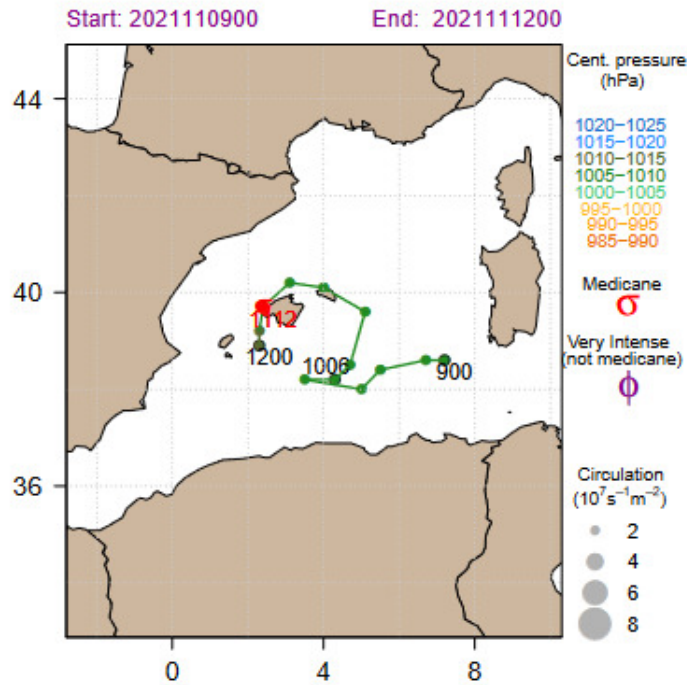 Start: 2021110900 End: 2021111200
Cent. pressure
(hPa)
1020−1025
1015−1020
1010−1015
1005−1010
1000−1005
995−1000
990−995
985−990
Medicane
σ
Very Intense
(not medicane)
ϕ
Circulation
(10⁷s⁻¹m⁻²)
2
4
6
8
44
40
36
0 4 8
1112
1200
1006
900